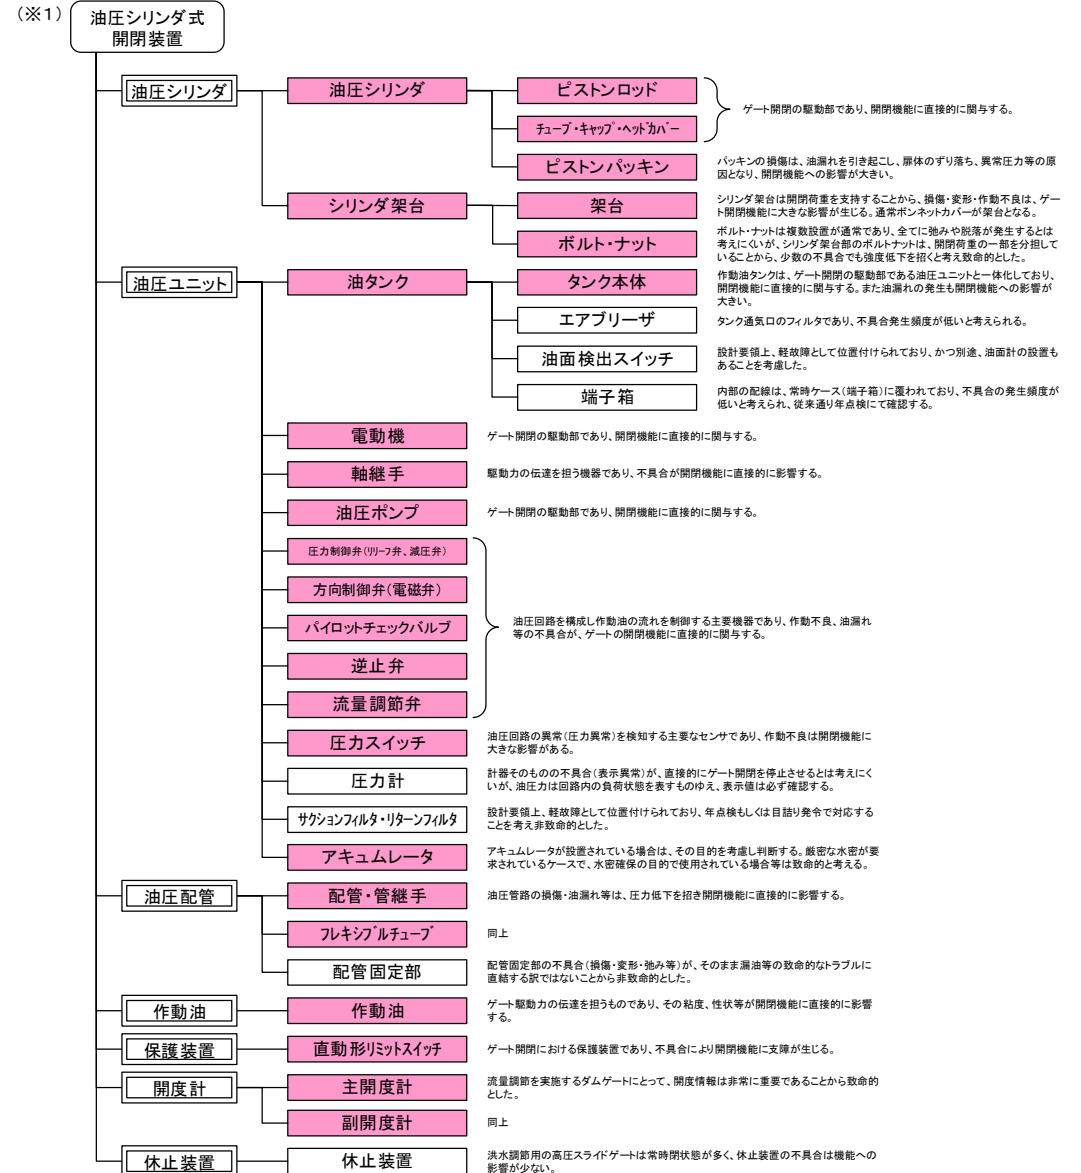 （※１）
油圧シリンダ式
開閉装置
油圧シリンダ
油圧シリンダ
ピストンロッド
チューブ・キャップ・ヘッドカバー
ゲート開閉の駆動部であり、開閉機能に直接的に関与する。
ピストンパッキン
パッキンの損傷は、油漏れを引き起こし、扉体のずり落ち、異常圧力等の原
因となり、開閉機能への影響が大きい。
シリンダ架台
架台
シリンダ架台は開閉荷重を支持することから、損傷・変形・作動不良は、ゲー
ト開閉機能に大きな影響が生じる。通常ボンネットカバーが架台となる。
ボルト・ナット
ボルト・ナットは複数設置が通常であり、全てに弛みや脱落が発生するとは
考えにくいが、シリンダ架台部のボルトナットは、開閉荷重の一部を分担して
いることから、少数の不具合でも強度低下を招くと考え致命的とした。
油圧ユニット
油タンク
タンク本体
作動油タンクは、ゲート開閉の駆動部である油圧ユニットと一体化しており、
開閉機能に直接的に関与する。また油漏れの発生も開閉機能への影響が
大きい。
エアブリーザ
タンク通気口のフィルタであり、不具合発生頻度が低いと考えられる。
油面検出スイッチ
設計要領上、軽故障として位置付けられており、かつ別途、油面計の設置も
あることを考慮した。
端子箱
内部の配線は、常時ケース（端子箱）に覆われており、不具合の発生頻度が
低いと考えられ、従来通り年点検にて確認する。
電動機
ゲート開閉の駆動部であり、開閉機能に直接的に関与する。
軸継手
駆動力の伝達を担う機器であり、不具合が開閉機能に直接的に影響する。
油圧ポンプ
ゲート開閉の駆動部であり、開閉機能に直接的に関与する。
圧力制御弁（リリーフ弁、減圧弁）
方向制御弁（電磁弁）
パイロットチェックバルブ
逆止弁
流量調節弁
油圧回路を構成し作動油の流れを制御する主要機器であり、作動不良、油漏れ
等の不具合が、ゲートの開閉機能に直接的に関与する。
圧力スイッチ
油圧回路の異常（圧力異常）を検知する主要なセンサであり、作動不良は開閉機能に
大きな影響がある。
圧力計
計器そのものの不具合（表示異常）が、直接的にゲート開閉を停止させるとは考えにく
いが、油圧力は回路内の負荷状態を表すものゆえ、表示値は必ず確認する。
サクションフィルタ・リターンフィルタ
設計要領上、軽故障として位置付けられており、年点検もしくは目詰り発令で対応する
ことを考え非致命的とした。
アキュムレータ
アキュムレータが設置されている場合は、その目的を考慮し判断する。厳密な水密が要
求されているケースで、水密確保の目的で使用されている場合等は致命的と考える。
油圧配管
配管・管継手
油圧管路の損傷・油漏れ等は、圧力低下を招き開閉機能に直接的に影響する。
フレキシブルチューブ
同上
配管固定部
配管固定部の不具合（損傷・変形・弛み等）が、そのまま漏油等の致命的なトラブルに
直結する訳ではないことから非致命的とした。
作動油
作動油
ゲート駆動力の伝達を担うものであり、その粘度、性状等が開閉機能に直接的に影響
する。
保護装置
直動形リミットスイッチ
ゲート開閉における保護装置であり、不具合により開閉機能に支障が生じる。
開度計
主開度計
流量調節を実施するダムゲートにとって、開度情報は非常に重要であることから致命的
とした。
副開度計
同上
休止装置
休止装置
洪水調節用の高圧スライドゲートは常時閉状態が多く、休止装置の不具合は機能への
影響が少ない。